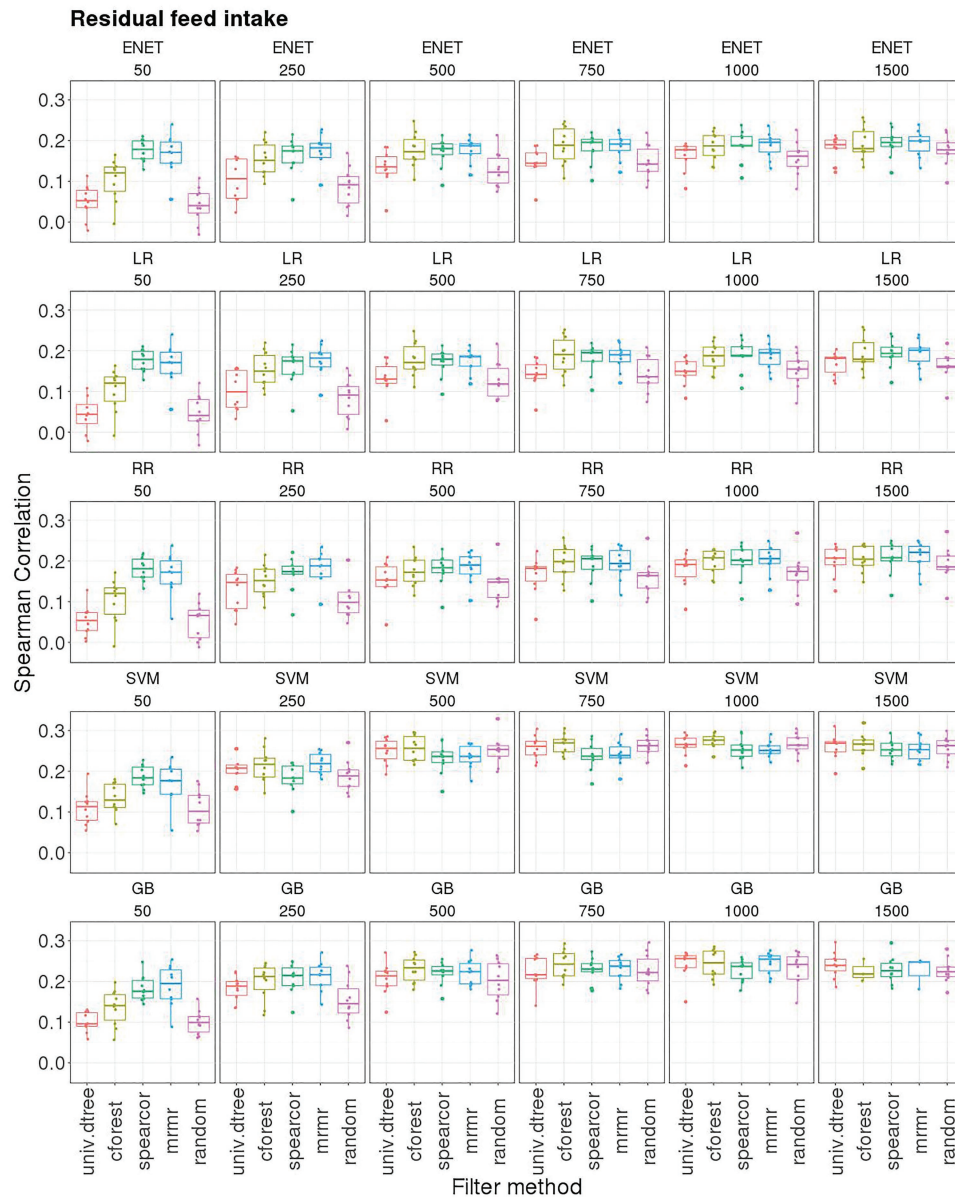 Residual feed intake
ENET ENET ENET ENET ENET ENET
50 250 500 750 1000 1500
0.3
0.2
0.1
0.0
LR LR LR LR LR LR
50 250 500 750 1000 1500
0.3
0.2
0.1
0.0
RR RR RR RR RR RR
50 250 500 750 1000 1500
0.3
0.2
0.1
0.0
SVM SVM SVM SVM SVM SVM
50 250 500 750 1000 1500
0.3
0.2
0.1
0.0
GB GB GB GB GB GB
50 250 500 750 1000 1500
0.3
0.2
0.1
0.0
Spearman Correlation
univ.dtree cforest spearcor mrmr random univ.dtree cforest spearcor mrmr random univ.dtree cforest spearcor mrmr random univ.dtree cforest spearcor mrmr random univ.dtree cforest spearcor mrmr random univ.dtree cforest spearcor mrmr random
Filter method